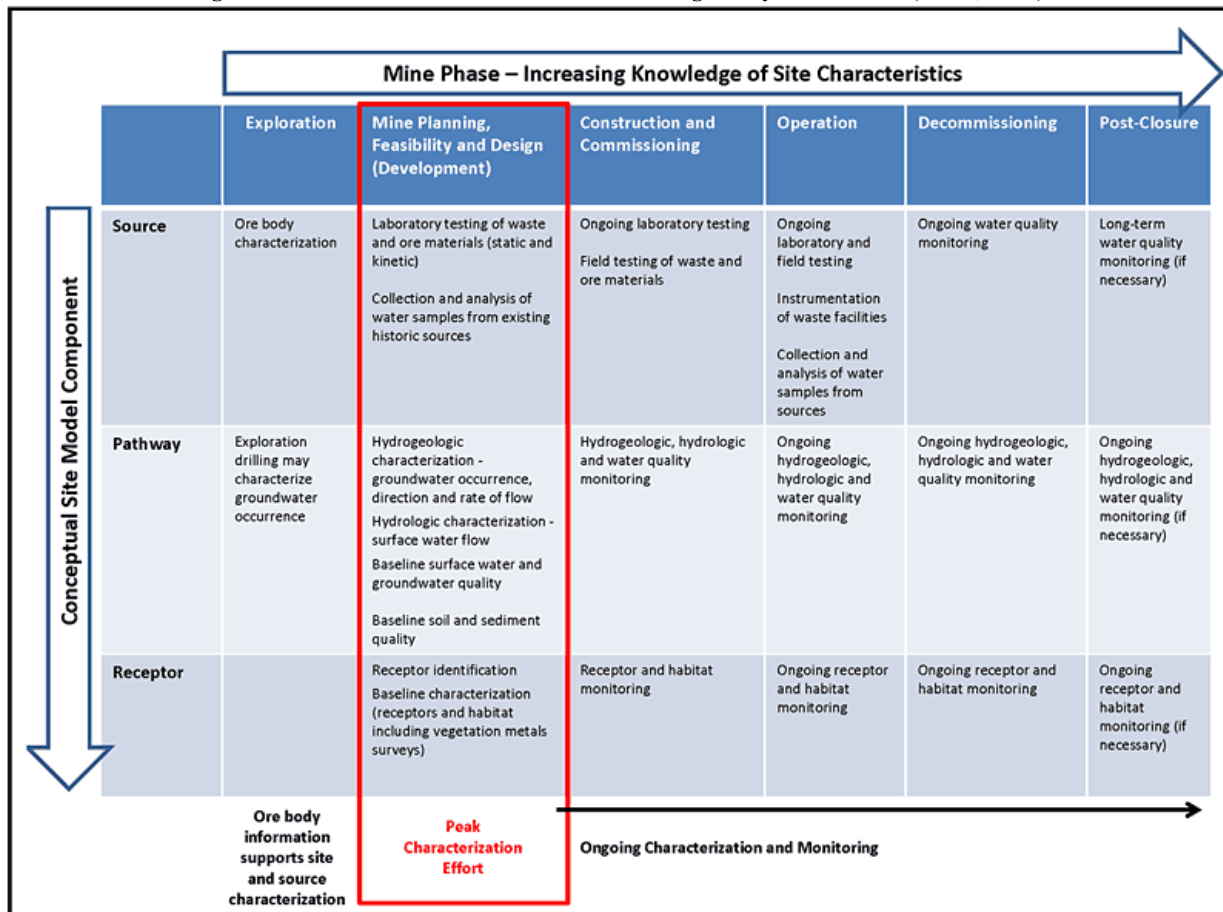 Mine Phase – Increasing Knowledge of Site Characteristics
Conceptual Site Model Component
Exploration
Mine Planning,
Feasibility and Design
(Development)
Construction and
Commissioning
Operation
Decommissioning
Post-Closure
Source
Ore body
characterization
Laboratory testing of waste
and ore materials (static and
kinetic)
Collection and analysis of
water samples from existing
historic sources
Ongoing laboratory testing
Field testing of waste and
ore materials
Ongoing
laboratory and
field testing
Instrumentation
of waste facilities
Collection and
analysis of water
samples from
sources
Ongoing water quality
monitoring
Long-term
water quality
monitoring (if
necessary)
Pathway
Exploration
drilling may
characterize
groundwater
occurrence
Hydrogeologic
characterization -
groundwater occurrence,
direction and rate of flow
Hydrologic characterization -
surface water flow
Baseline surface water and
groundwater quality
Baseline soil and sediment
quality
Hydrogeologic, hydrologic
and water quality
monitoring
Ongoing
hydrogeologic,
hydrologic and
water quality
monitoring
Ongoing hydrogeologic,
hydrologic and water
quality monitoring
Ongoing
hydrogeologic,
hydrologic and
water quality
monitoring (if
necessary)
Receptor
Receptor identification
Baseline characterization
(receptors and habitat
including vegetation metals
surveys)
Receptor and habitat
monitoring
Ongoing receptor
and habitat
monitoring
Ongoing receptor and
habitat monitoring
Ongoing
receptor and
habitat
monitoring (if
necessary)
Ore body
information
supports site
and source
characterization
Peak
Characterization
Effort
Ongoing Characterization and Monitoring